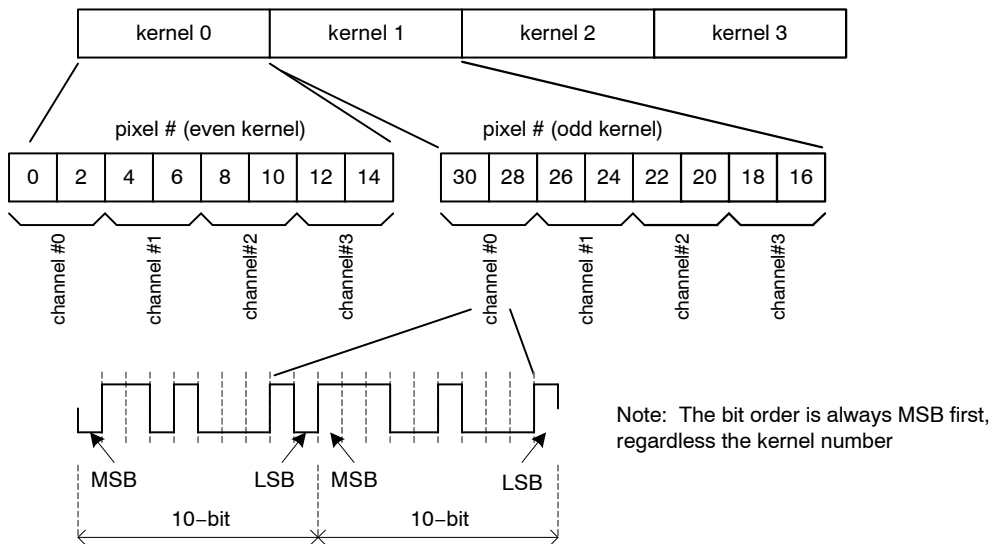 kernel 0 kernel 1 kernel 2 kernel 3
pixel # (even kernel) pixel # (odd kernel)
0 2 4 6 8 10 12 14 30 28 26 24 22 20 18 16
channel #0 channel #1 channel#2 channel#3 channel #0 channel #1 channel#2 channel#3
Note: The bit order is always MSB first,
regardless the kernel number
MSB LSB MSB LSB
10−bit 10−bit